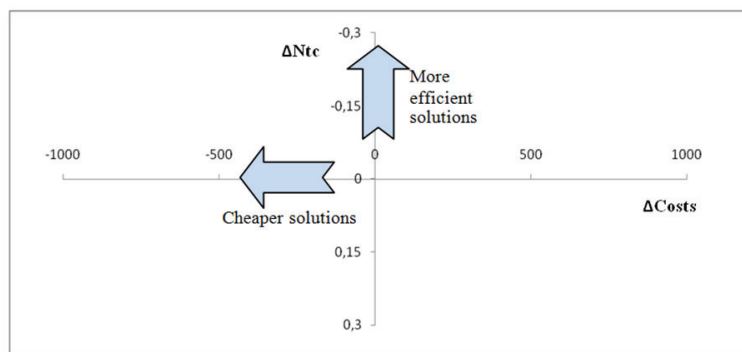 -0,3
ΔNtc
More
efficient
solutions
-0,15
-1000 -500 0 500 1000
0
Cheaper solutions
ΔCosts
0,15
0,3